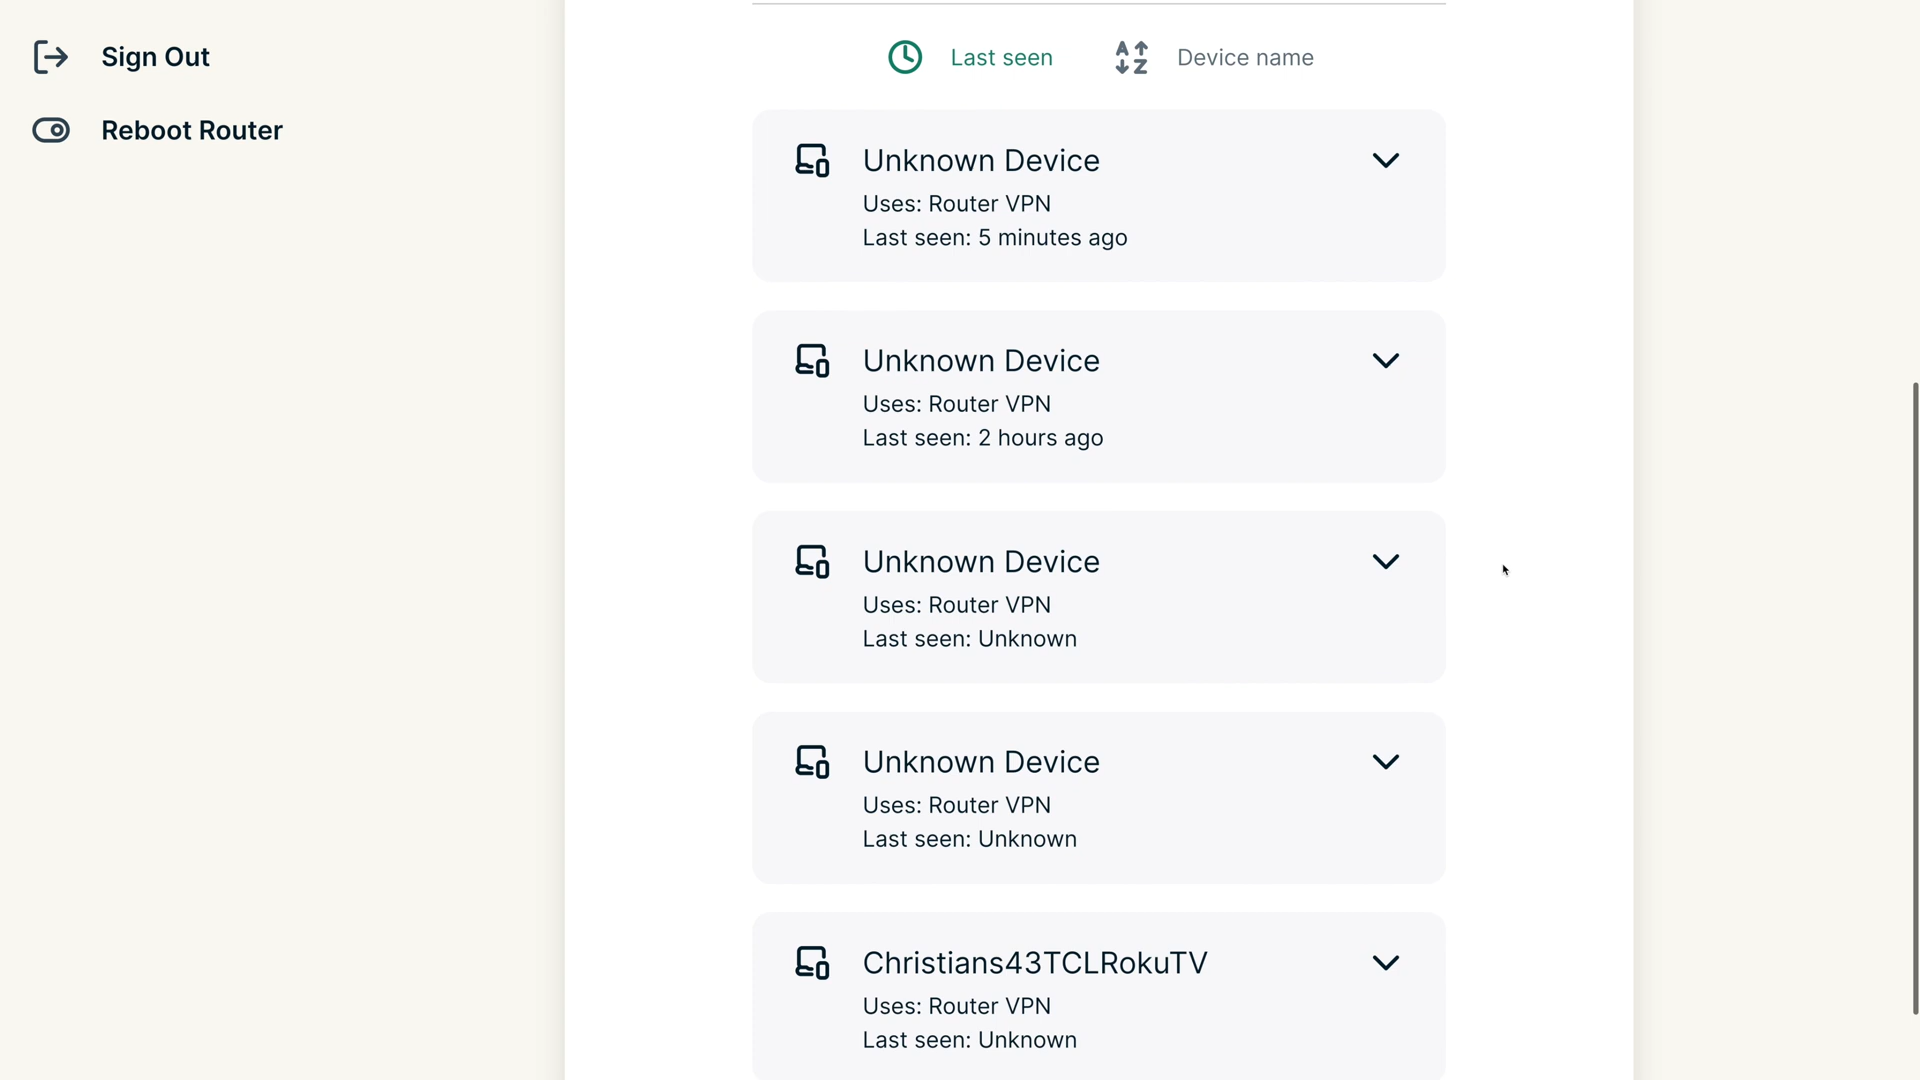 Sign Out
Reboot Router
Last seen
Device name
Unknown Device
Uses: Router VPN
Last seen: 5 minutes ago
Unknown Device
Uses: Router VPN
Last seen: 2 hours ago
Unknown Device
Uses: Router VPN
Last seen: Unknown
Unknown Device
Uses: Router VPN
Last seen: Unknown
Christians43TCLRokuTV
Uses: Router VPN
Last seen: Unknown